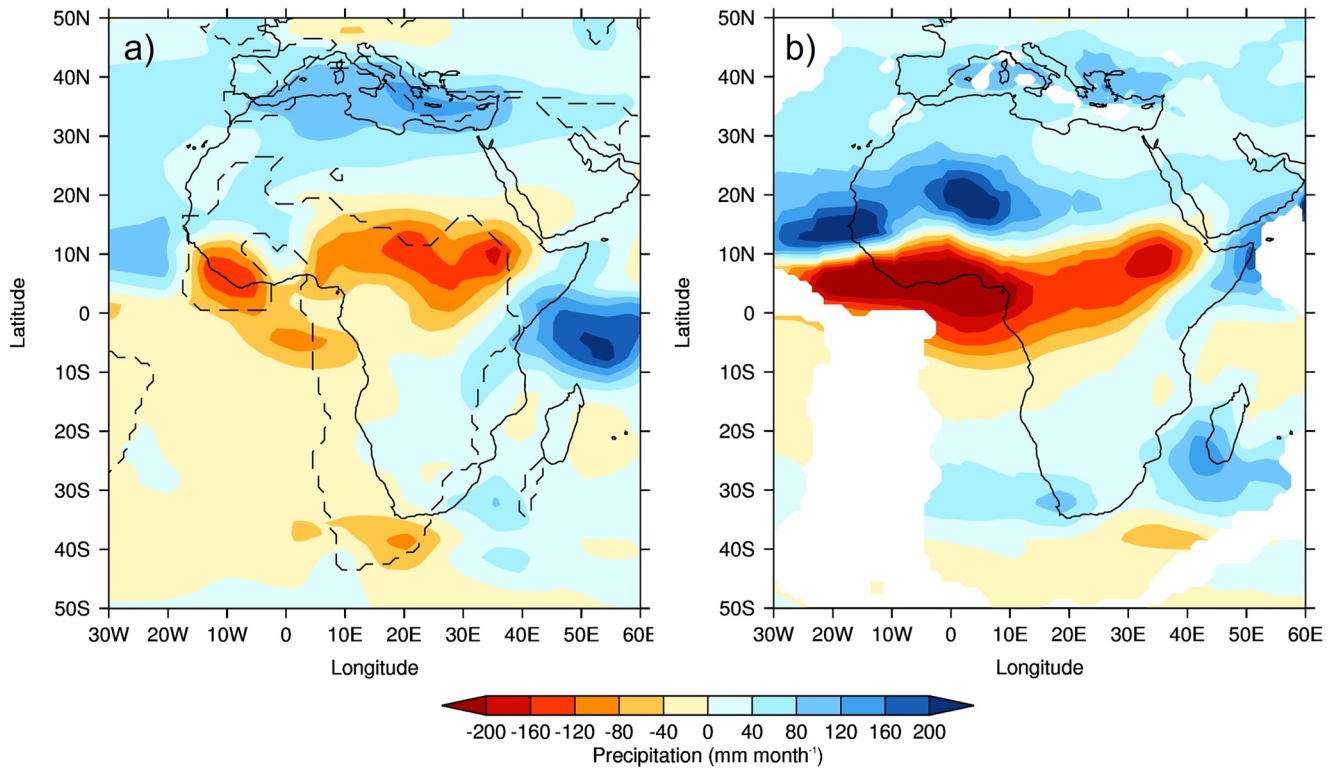 a)
b)
50N
40N
30N
20N
10N
0
10S
20S
30S
40S
50S
Latitude
30W 20W 10W 0 10E 20E 30E 40E 50E 60E
Longitude
50N
40N
30N
20N
10N
0
10S
20S
30S
40S
50S
Latitude
30W 20W 10W 0 10E 20E 30E 40E 50E 60E
Longitude
-200 -160 -120 -80 -40 0 40 80 120 160 200
Precipitation (mm month⁻¹)